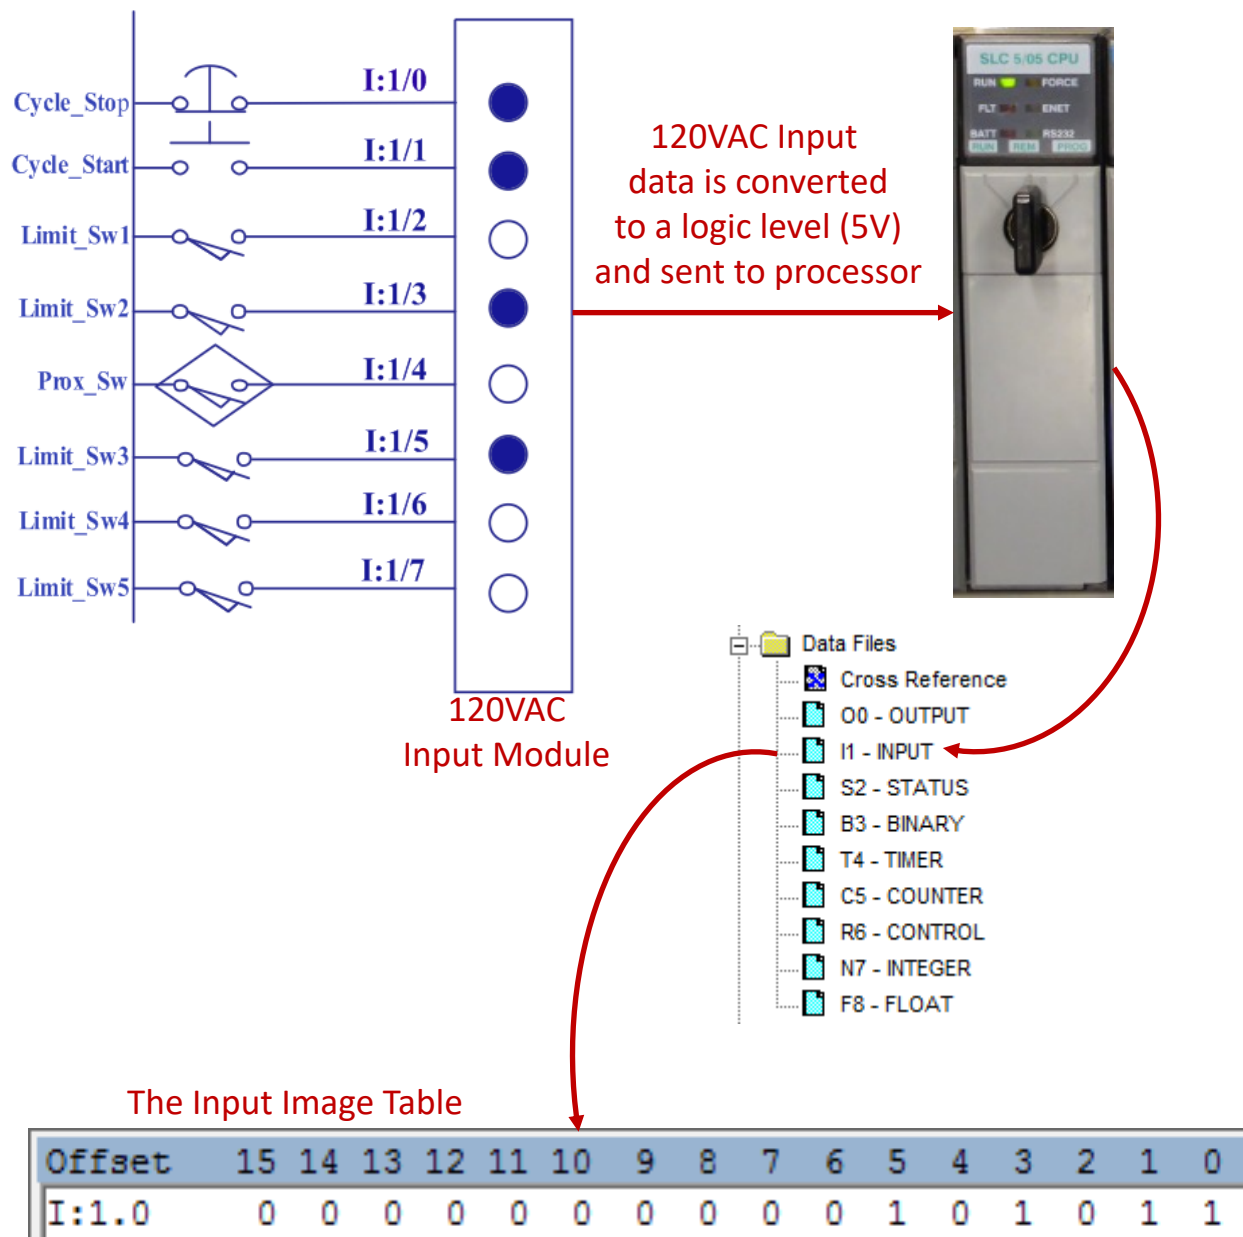 Cycle_Stop I:1/0
Cycle_Start I:1/1
Limit_Sw1 I:1/2
Limit_Sw2 I:1/3
Prox_Sw I:1/4
Limit_Sw3 I:1/5
Limit_Sw4 I:1/6
Limit_Sw5 I:1/7
120VAC
Input Module
120VAC Input
data is converted
to a logic level (5V)
and sent to processor
SLC 5/05 CPU
RUN FORCE
FLT ENET
BATT RS232
RUN REM PROG
Data Files
Cross Reference
O0 - OUTPUT
I1 - INPUT
S2 - STATUS
B3 - BINARY
T4 - TIMER
C5 - COUNTER
R6 - CONTROL
N7 - INTEGER
F8 - FLOAT
The Input Image Table
Offset 15 14 13 12 11 10 9 8 7 6 5 4 3 2 1 0
I:1.0 0 0 0 0 0 0 0 0 0 0 1 0 1 0 1 1